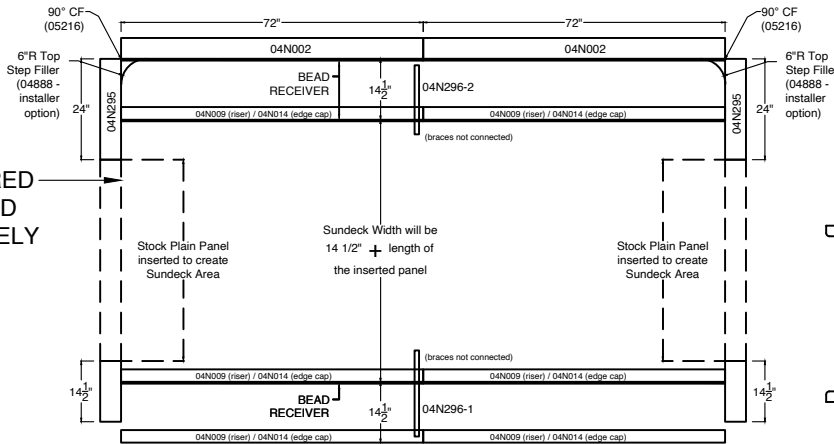 90° CF
(05216)
72"
72"
90° CF
(05216)
04N002
04N002
6"R Top
Step Filler
(04888 -
installer
option)
24"
04N295
BEAD
RECEIVER
14 1/2"
04N296-2
04N295
24"
6"R Top
Step Fille
(04888 -
installer
option)
04N009 (riser) / 04N014 (edge cap)
04N009 (riser) / 04N014 (edge cap)
(braces not connected)
RED
D
ELY
Stock Plain Panel
inserted to create
Sundeck Area
Sundeck Width will be
14 1/2" + length of
the inserted panel
Stock Plain Panel
inserted to create
Sundeck Area
(braces not connected)
04N009 (riser) / 04N014 (edge cap)
04N009 (riser) / 04N014 (edge cap)
14 1/2"
BEAD
RECEIVER
14 1/2"
04N296-1
14 1/2"
04N009 (riser) / 04N014 (edge cap)
04N009 (riser) / 04N014 (edge cap)